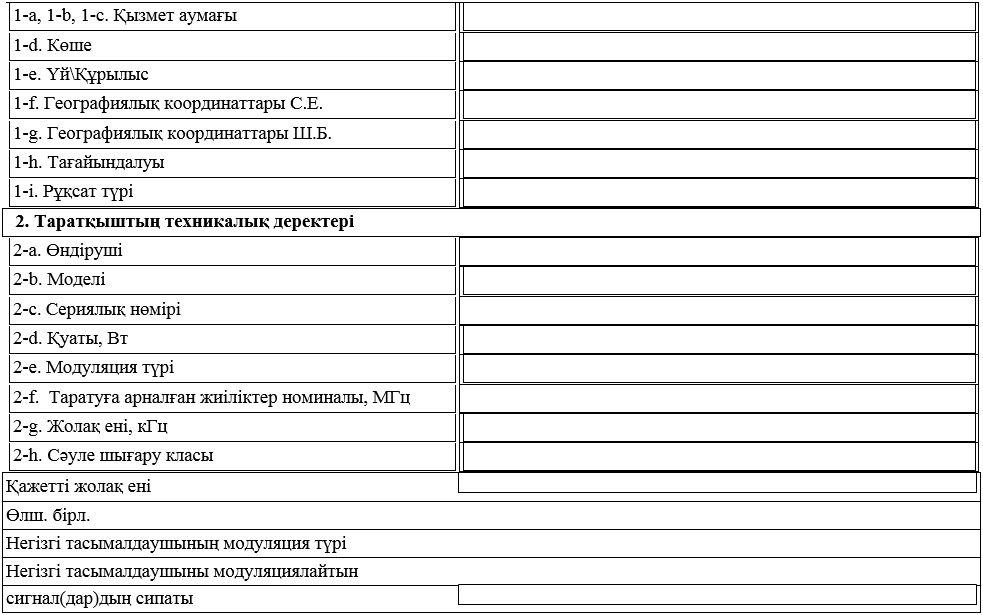 1-a, 1-b, 1-c. Қызмет аумағы
1-d. Көше
1-e. Үй\Құрылыс
1-f. Географиялық координаттары С.Е.
1-g. Географиялық координаттары Ш.Б.
1-h. Тағайындалуы
1-i. Рұқсат түрі
2. Таратқыштың техникалық деректері
2-a. Өндіруші
2-b. Моделі
2-c. Сериялық нөмірі
2-d. Қуаты, Вт
2-e. Модуляция түрі
2-f. Таратуға арналған жиіліктер номиналы, МГц
2-g. Жолақ ені, кГц
2-h. Сәуле шығару класы
Қажетті жолақ ені
Өлш. бірл.
Негізгі тасымалдаушының модуляция түрі
Негізгі тасымалдаушыны модуляциялайтын
сигнал(дар)дың сипаты